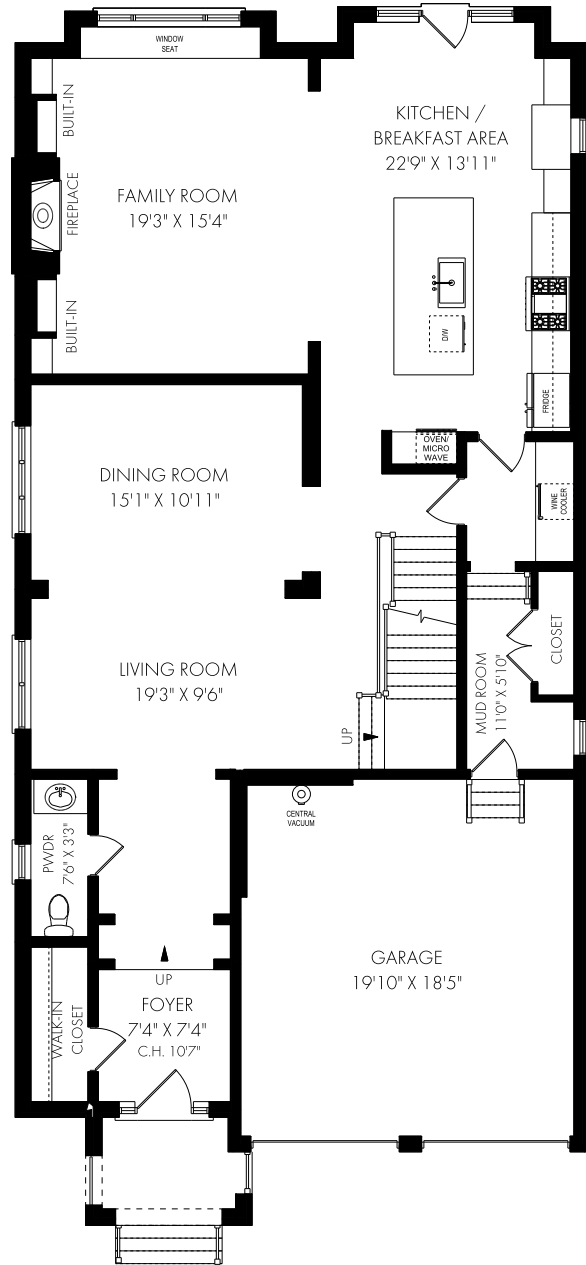 WINDOW
SEAT
BUILT-IN
KITCHEN /
BREAKFAST AREA
22'9" X 13'11"
FAMILY ROOM
19'3" X 15'4"
FIREPLACE
BUILT-IN
D/W
FRIDGE
OVEN/
MICRO
WAVE
DINING ROOM
15'1" X 10'11"
WINE
COOLER
CLOSET
LIVING ROOM
19'3" X 9'6"
MUD ROOM
11'0" X 5'10"
UP
CENTRAL
VACUUM
PWDR
7'6" X 3'3"
GARAGE
19'10" X 18'5"
UP
FOYER
7'4" X 7'4"
C.H. 10'7"
WALK-IN
CLOSET